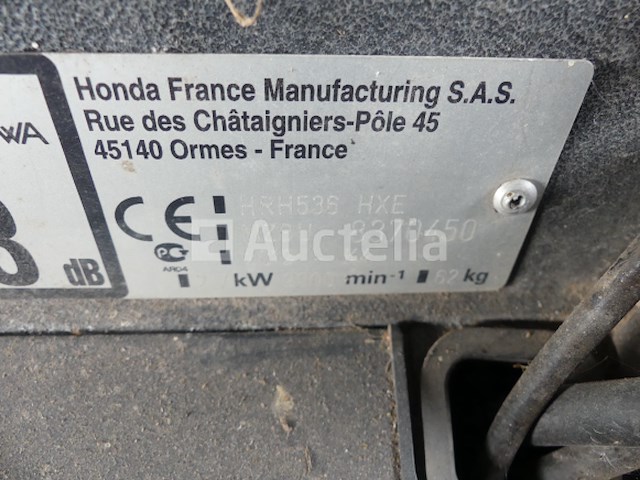 Honda France Manufacturing S.A.S.
Rue des Châtaigniers-Pôle 45
45140 Ormes - France
WA
CE
HRH536 HXE
Auctelia
AR04
dB
kW
min-1
52 kg